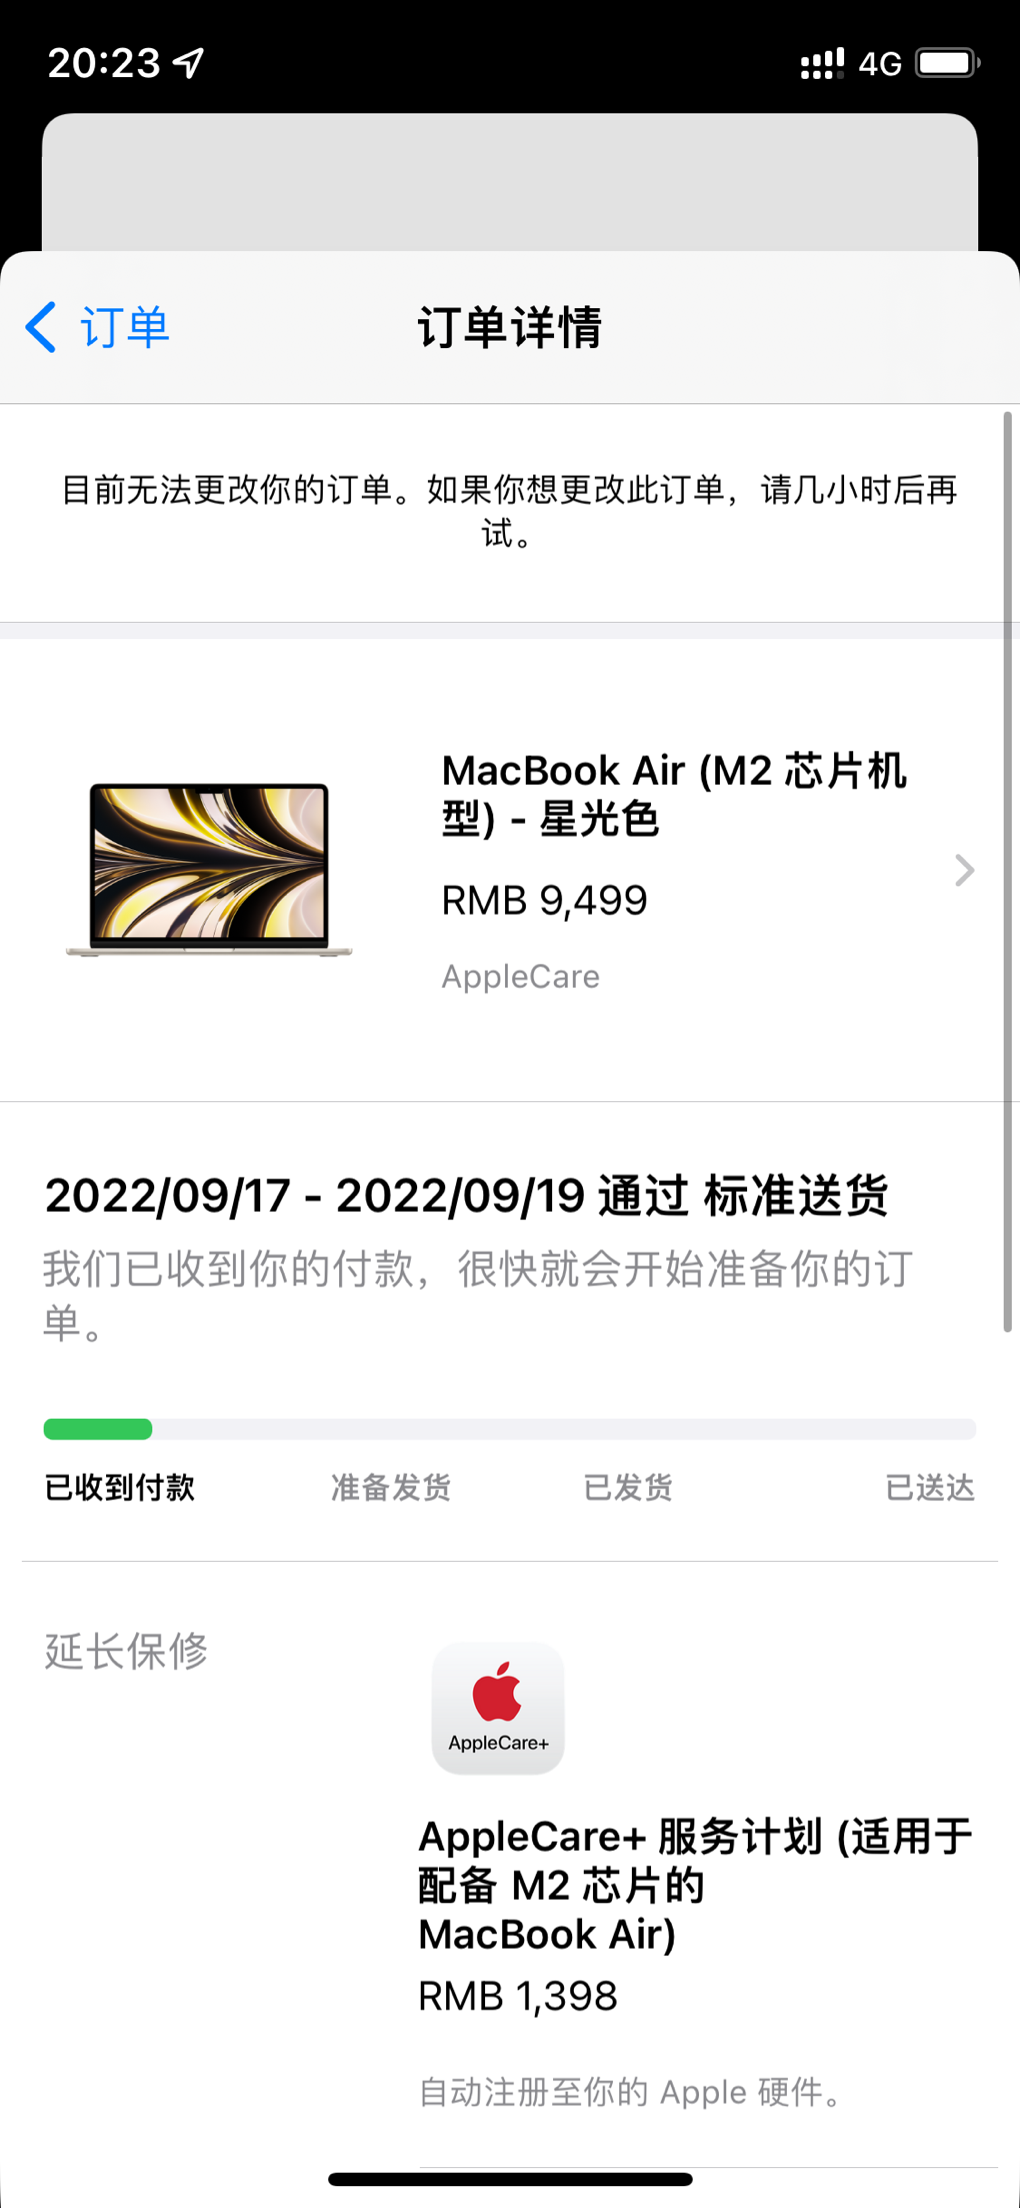 20:23
4G
订单
订单详情
目前无法更改你的订单。如果你想更改此订单，请几小时后再
试。
MacBook Air (M2 芯片机
型) - 星光色
RMB 9,499
AppleCare
2022/09/17 - 2022/09/19 通过 标准送货
我们已收到你的付款，很快就会开始准备你的订
单。
已收到付款
准备发货
已发货
已送达
延长保修
AppleCare+
AppleCare+ 服务计划 (适用于
配备 M2 芯片的
MacBook Air)
RMB 1,398
自动注册至你的 Apple 硬件。